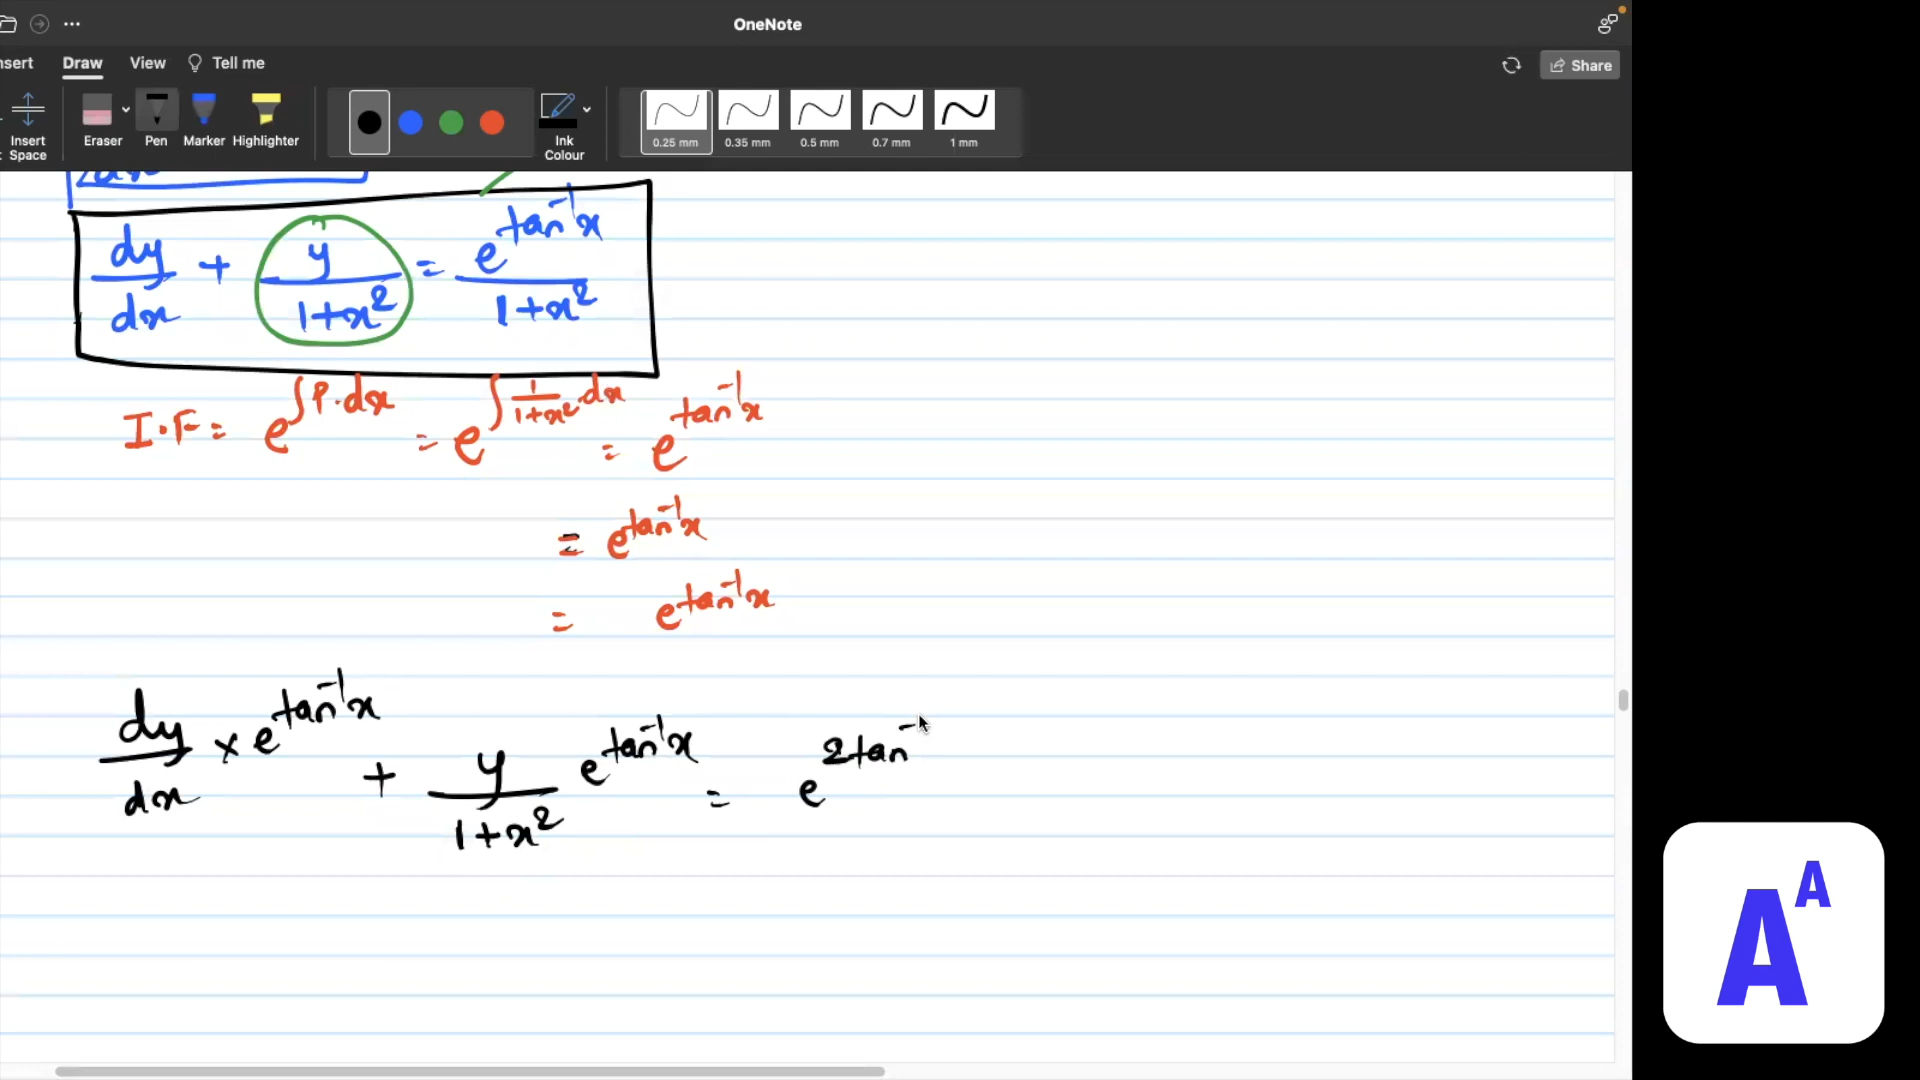 OneNote
nsert Draw View Tell me Share
Insert Space Eraser Pen Marker Highlighter Ink Colour 0.25 mm 0.35 mm 0.5 mm 0.7 mm 1 mm
dx
dy/dx + y/(1+x²) = e^(tan⁻¹x)/(1+x²)
I.F = e^(∫P.dx) = e^(∫1/(1+x²) dx) = e^(tan⁻¹x)
= e^(tan⁻¹x)
= e^(tan⁻¹x)
dy/dx × e^(tan⁻¹x) + y/(1+x²) e^(tan⁻¹x) = e^(2tan⁻
A A